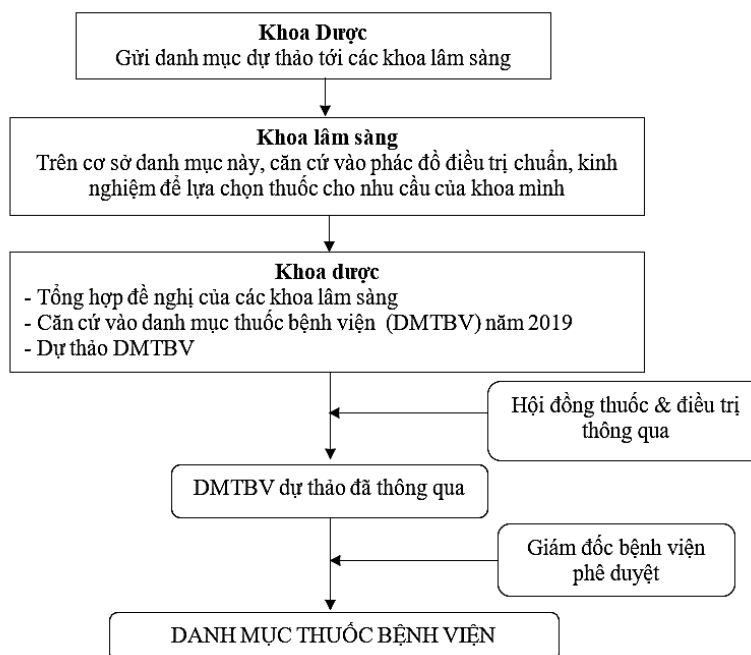 Khoa Dược
Gửi danh mục dự thảo tới các khoa lâm sàng
Khoa lâm sàng
Trên cơ sở danh mục này, căn cứ vào phác đồ điều trị chuẩn, kinh
nghiệm để lựa chọn thuốc cho nhu cầu của khoa mình
Khoa dược
- Tổng hợp đề nghị của các khoa lâm sàng
- Căn cứ vào danh mục thuốc bệnh viện (DMTBV) năm 2019
- Dự thảo DMTBV
Hội đồng thuốc & điều trị
thông qua
DMTBV dự thảo đã thông qua
Giám đốc bệnh viện
phê duyệt
DANH MỤC THUỐC BỆNH VIỆN